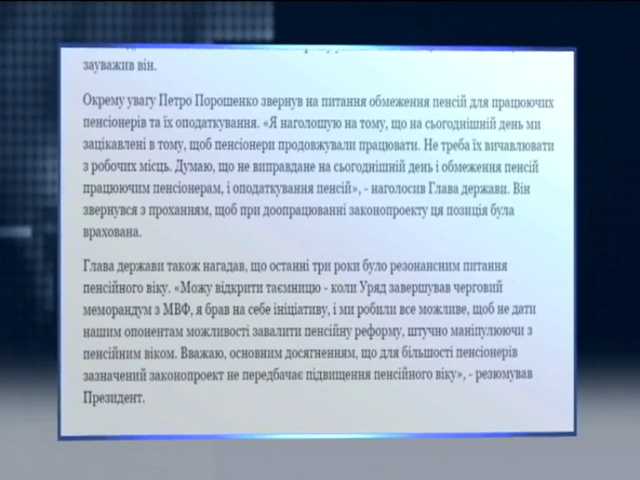 зауважив він.
Окрему увагу Петро Порошенко звернув на питання обмеження пенсій для працюючих
пенсіонерів та їх оподаткування. «Я наголошую на тому, що на сьогоднішній день ми
зацікавлені в тому, щоб пенсіонери продовжували працювати. Не треба їх вичавлювати
з робочих місць. Думаю, що не виправдане на сьогоднішній день і обмеження пенсій
працюючим пенсіонерам, і оподаткування пенсій», - наголосив Глава держави. Він
звернувся з проханням, щоб при доопрацюванні законопроекту ця позиція була
врахована.
Глава держави також нагадав, що останні три роки було резонансним питання
пенсійного віку. «Можу відкрити таємницю - коли Уряд завершував черговий
меморандум з МВФ, я брав на себе ініціативу, і ми робили все можливе, щоб не дати
нашим опонентам можливості завалити пенсійну реформу, штучно маніпулюючи з
пенсійним віком. Вважаю, основним досягненням, що для більшості пенсіонерів
зазначений законопроект не передбачає підвищення пенсійного віку», - резюмував
Президент.